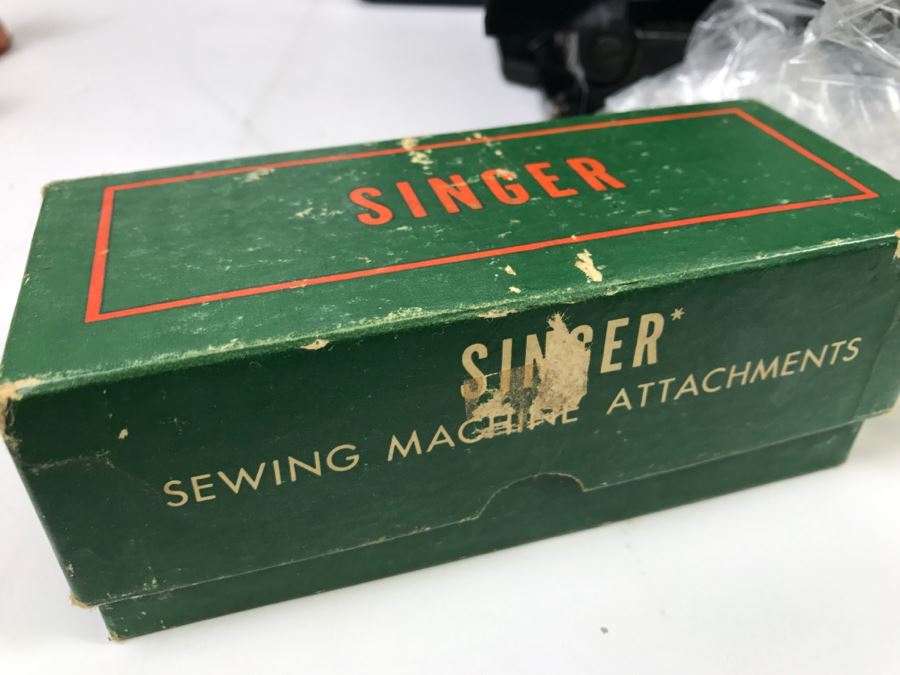 SINGER
SINGER*
SEWING MACHINE ATTACHMENTS